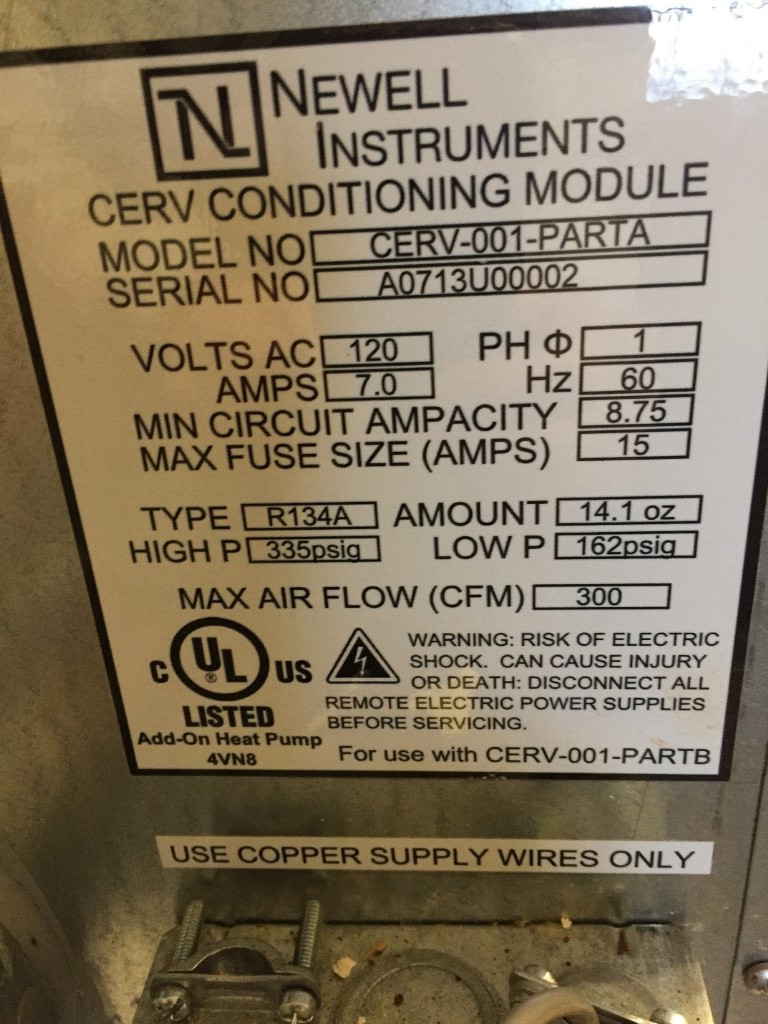 NEWELL
INSTRUMENTS
CERV CONDITIONING MODULE
MODEL NO CERV-001-PARTA
SERIAL NO A0713U00002
VOLTS AC 120 PH Φ 1
AMPS 7.0 Hz 60
MIN CIRCUIT AMPACITY 8.75
MAX FUSE SIZE (AMPS) 15
TYPE R134A AMOUNT 14.1 oz
HIGH P 335psig LOW P 162psig
MAX AIR FLOW (CFM) 300
C UL ® US
LISTED
Add-On Heat Pump
4VN8
WARNING: RISK OF ELECTRIC
SHOCK. CAN CAUSE INJURY
OR DEATH: DISCONNECT ALL
REMOTE ELECTRIC POWER SUPPLIES
BEFORE SERVICING.
For use with CERV-001-PARTB
USE COPPER SUPPLY WIRES ONLY